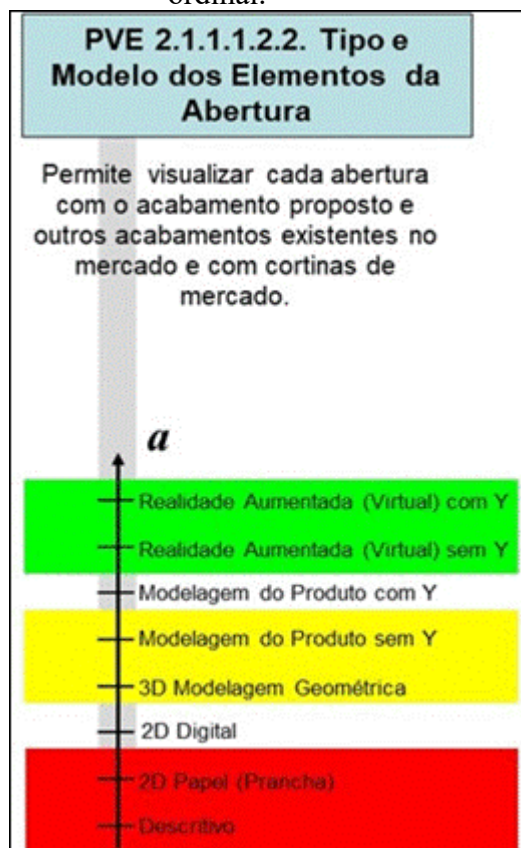 ordinal.
PVE 2.1.1.1.2.2. Tipo e
Modelo dos Elementos da
Abertura
Permite visualizar cada abertura
com o acabamento proposto e
outros acabamentos existentes no
mercado e com cortinas de
mercado.
a
Realidade Aumentada (Virtual) com Y
Realidade Aumentada (Virtual) sem Y
Modelagem do Produto com Y
Modelagem do Produto sem Y
3D Modelagem Geométrica
2D Digital
2D Papel (Prancha)
Descritivo